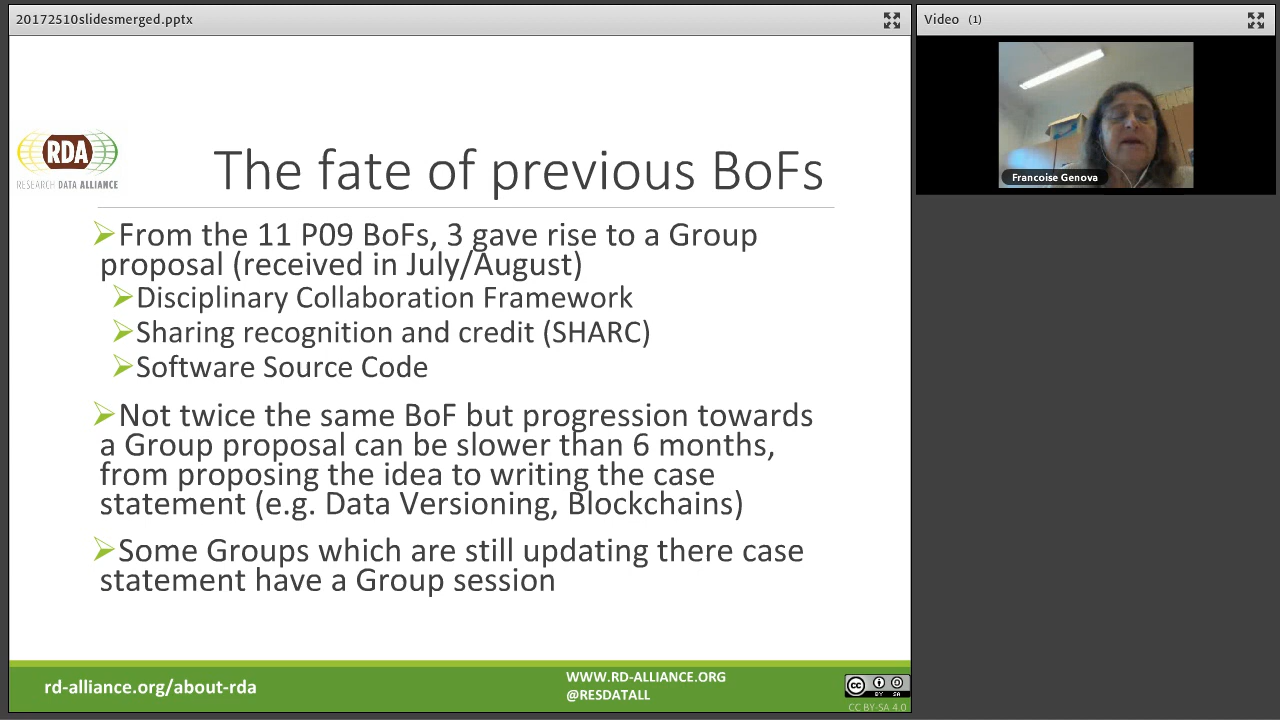 20172510slidesmerged.pptx
Video (1)
Francoise Genova
RDA
RESEARCH DATA ALLIANCE
The fate of previous BoFs
From the 11 P09 BoFs, 3 gave rise to a Group
proposal (received in July/August)
Disciplinary Collaboration Framework
Sharing recognition and credit (SHARC)
Software Source Code
Not twice the same BoF but progression towards
a Group proposal can be slower than 6 months,
from proposing the idea to writing the case
statement (e.g. Data Versioning, Blockchains)
Some Groups which are still updating there case
statement have a Group session
rd-alliance.org/about-rda
WWW.RD-ALLIANCE.ORG
@RESDATALL
cc BY SA
CC BY-SA 4.0